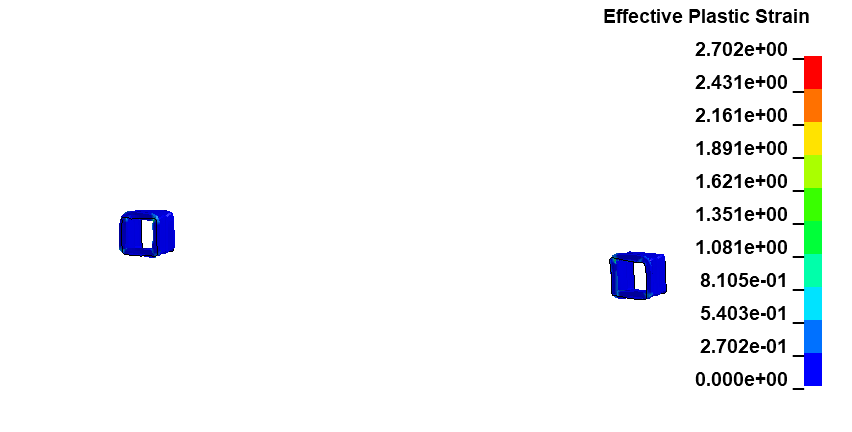 Effective Plastic Strain
2.702e+00
2.431e+00
2.161e+00
1.891e+00
1.621e+00
1.351e+00
1.081e+00
8.105e-01
5.403e-01
2.702e-01
0.000e+00